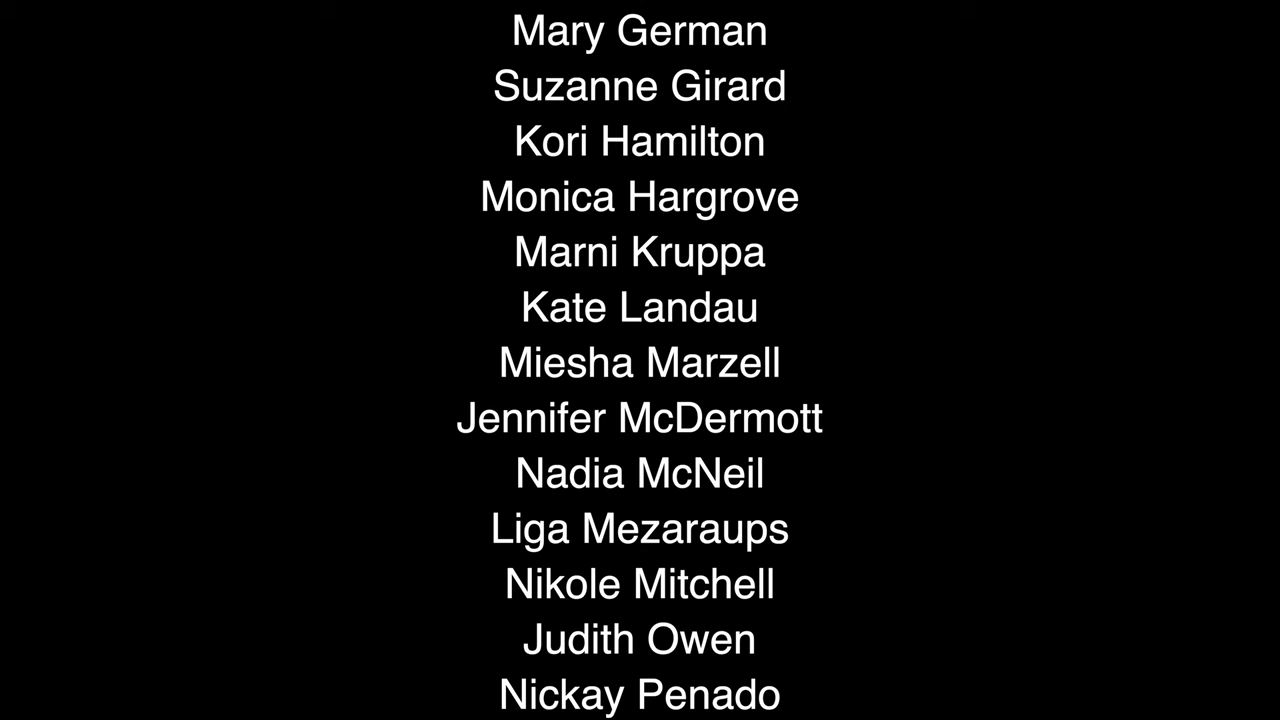 Mary German
Suzanne Girard
Kori Hamilton
Monica Hargrove
Marni Kruppa
Kate Landau
Miesha Marzell
Jennifer McDermott
Nadia McNeil
Liga Mezaraups
Nikole Mitchell
Judith Owen
Nickay Penado